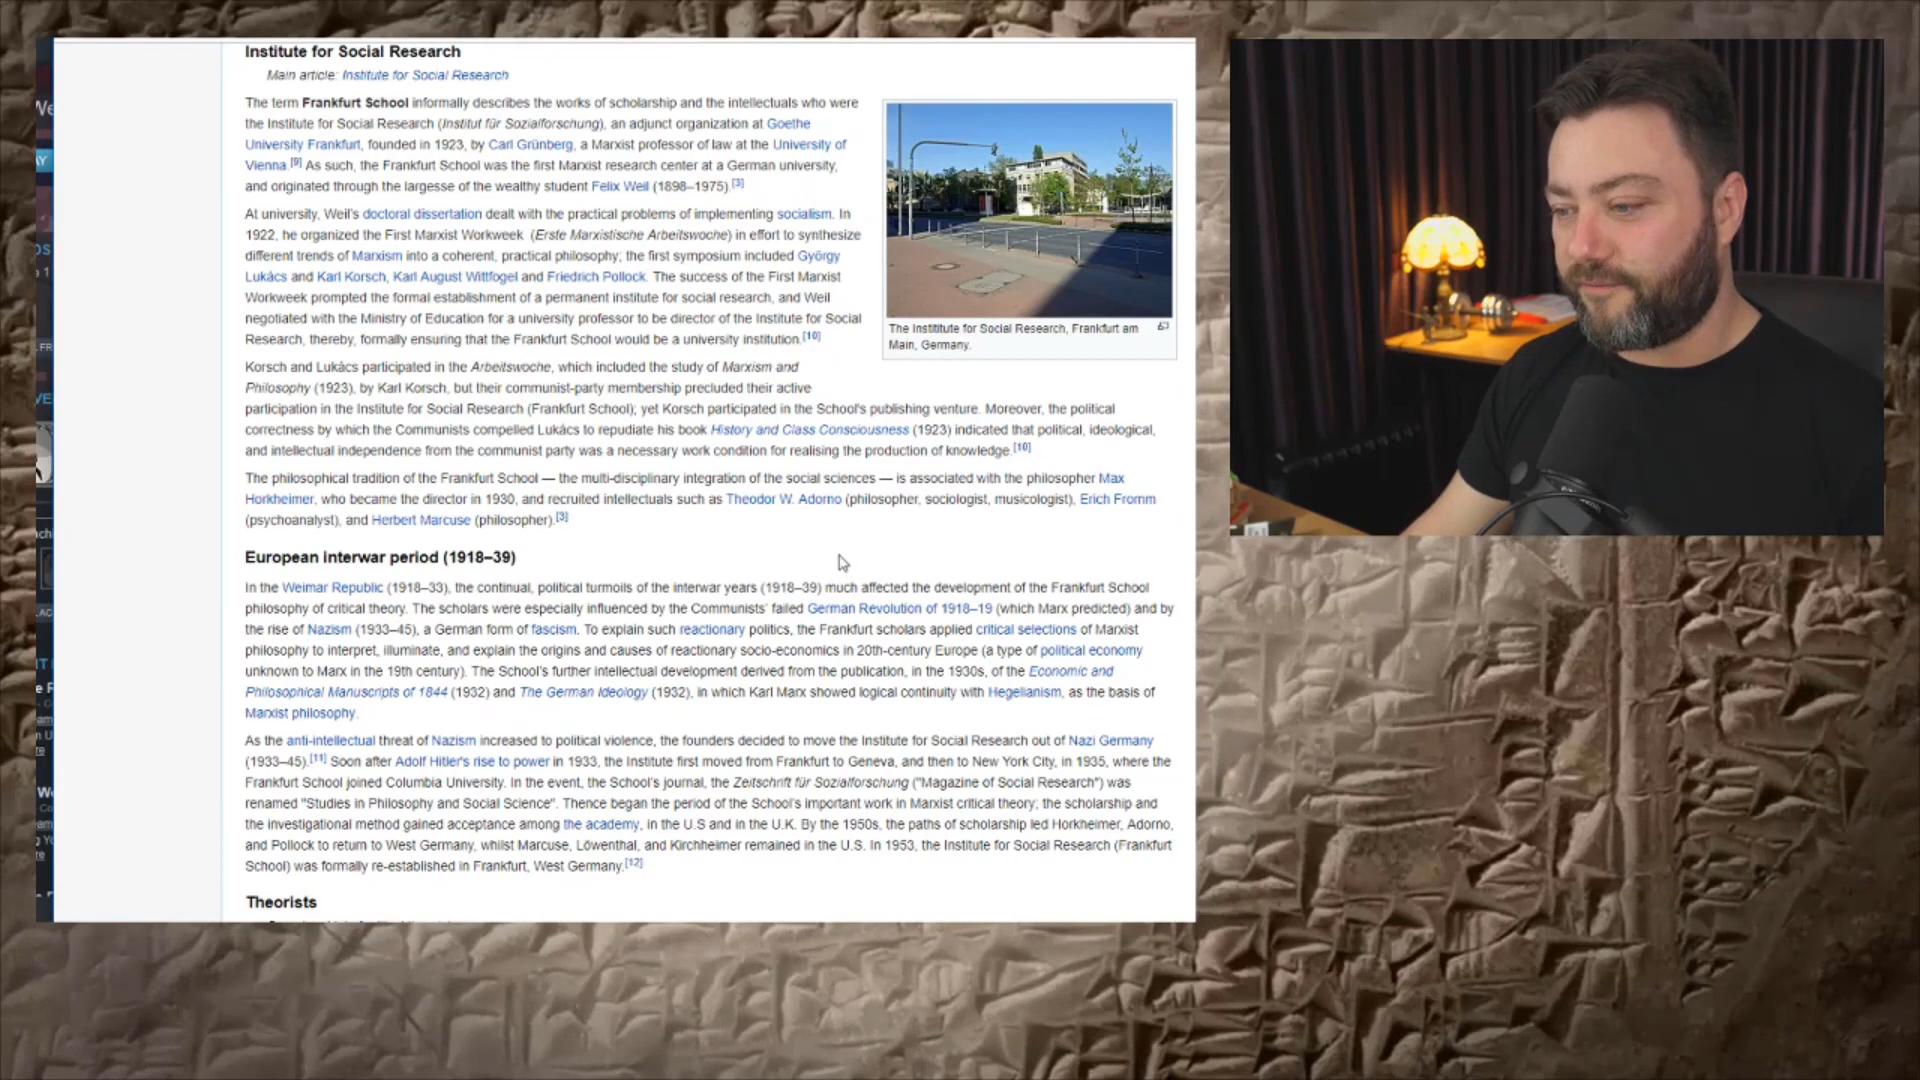 Institute for Social Research
Main article: Institute for Social Research
The term Frankfurt School informally describes the works of scholarship and the intellectuals who were
the Institute for Social Research (Institut für Sozialforschung), an adjunct organization at Goethe
University Frankfurt, founded in 1923, by Carl Grünberg, a Marxist professor of law at the University of
Vienna.[9] As such, the Frankfurt School was the first Marxist research center at a German university,
and originated through the largesse of the wealthy student Felix Weil (1898–1975).[3]
At university, Weil's doctoral dissertation dealt with the practical problems of implementing socialism. In
1922, he organized the First Marxist Workweek (Erste Marxistische Arbeitswoche) in effort to synthesize
different trends of Marxism into a coherent, practical philosophy; the first symposium included György
Lukács and Karl Korsch, Karl August Wittfogel and Friedrich Pollock. The success of the First Marxist
Workweek prompted the formal establishment of a permanent institute for social research, and Weil
negotiated with the Ministry of Education for a university professor to be director of the Institute for Social
Research, thereby, formally ensuring that the Frankfurt School would be a university institution.[10]
The Instititute for Social Research, Frankfurt am
Main, Germany.
Korsch and Lukács participated in the Arbeitswoche, which included the study of Marxism and
Philosophy (1923), by Karl Korsch, but their communist-party membership precluded their active
participation in the Institute for Social Research (Frankfurt School); yet Korsch participated in the School's publishing venture. Moreover, the political
correctness by which the Communists compelled Lukács to repudiate his book History and Class Consciousness (1923) indicated that political, ideological,
and intellectual independence from the communist party was a necessary work condition for realising the production of knowledge.[10]
The philosophical tradition of the Frankfurt School — the multi-disciplinary integration of the social sciences — is associated with the philosopher Max
Horkheimer, who became the director in 1930, and recruited intellectuals such as Theodor W. Adorno (philosopher, sociologist, musicologist), Erich Fromm
(psychoanalyst), and Herbert Marcuse (philosopher).[3]
European interwar period (1918–39)
In the Weimar Republic (1918–33), the continual, political turmoils of the interwar years (1918–39) much affected the development of the Frankfurt School
philosophy of critical theory. The scholars were especially influenced by the Communists' failed German Revolution of 1918–19 (which Marx predicted) and by
the rise of Nazism (1933–45), a German form of fascism. To explain such reactionary politics, the Frankfurt scholars applied critical selections of Marxist
philosophy to interpret, illuminate, and explain the origins and causes of reactionary socio-economics in 20th-century Europe (a type of political economy
unknown to Marx in the 19th century). The School's further intellectual development derived from the publication, in the 1930s, of the Economic and
Philosophical Manuscripts of 1844 (1932) and The German Ideology (1932), in which Karl Marx showed logical continuity with Hegelianism, as the basis of
Marxist philosophy.
As the anti-intellectual threat of Nazism increased to political violence, the founders decided to move the Institute for Social Research out of Nazi Germany
(1933–45).[11] Soon after Adolf Hitler's rise to power in 1933, the Institute first moved from Frankfurt to Geneva, and then to New York City, in 1935, where the
Frankfurt School joined Columbia University. In the event, the School's journal, the Zeitschrift für Sozialforschung ("Magazine of Social Research") was
renamed "Studies in Philosophy and Social Science". Thence began the period of the School's important work in Marxist critical theory; the scholarship and
the investigational method gained acceptance among the academy, in the U.S and in the U.K. By the 1950s, the paths of scholarship led Horkheimer, Adorno,
and Pollock to return to West Germany, whilst Marcuse, Löwenthal, and Kirchheimer remained in the U.S. In 1953, the Institute for Social Research (Frankfurt
School) was formally re-established in Frankfurt, West Germany.[12]
Theorists